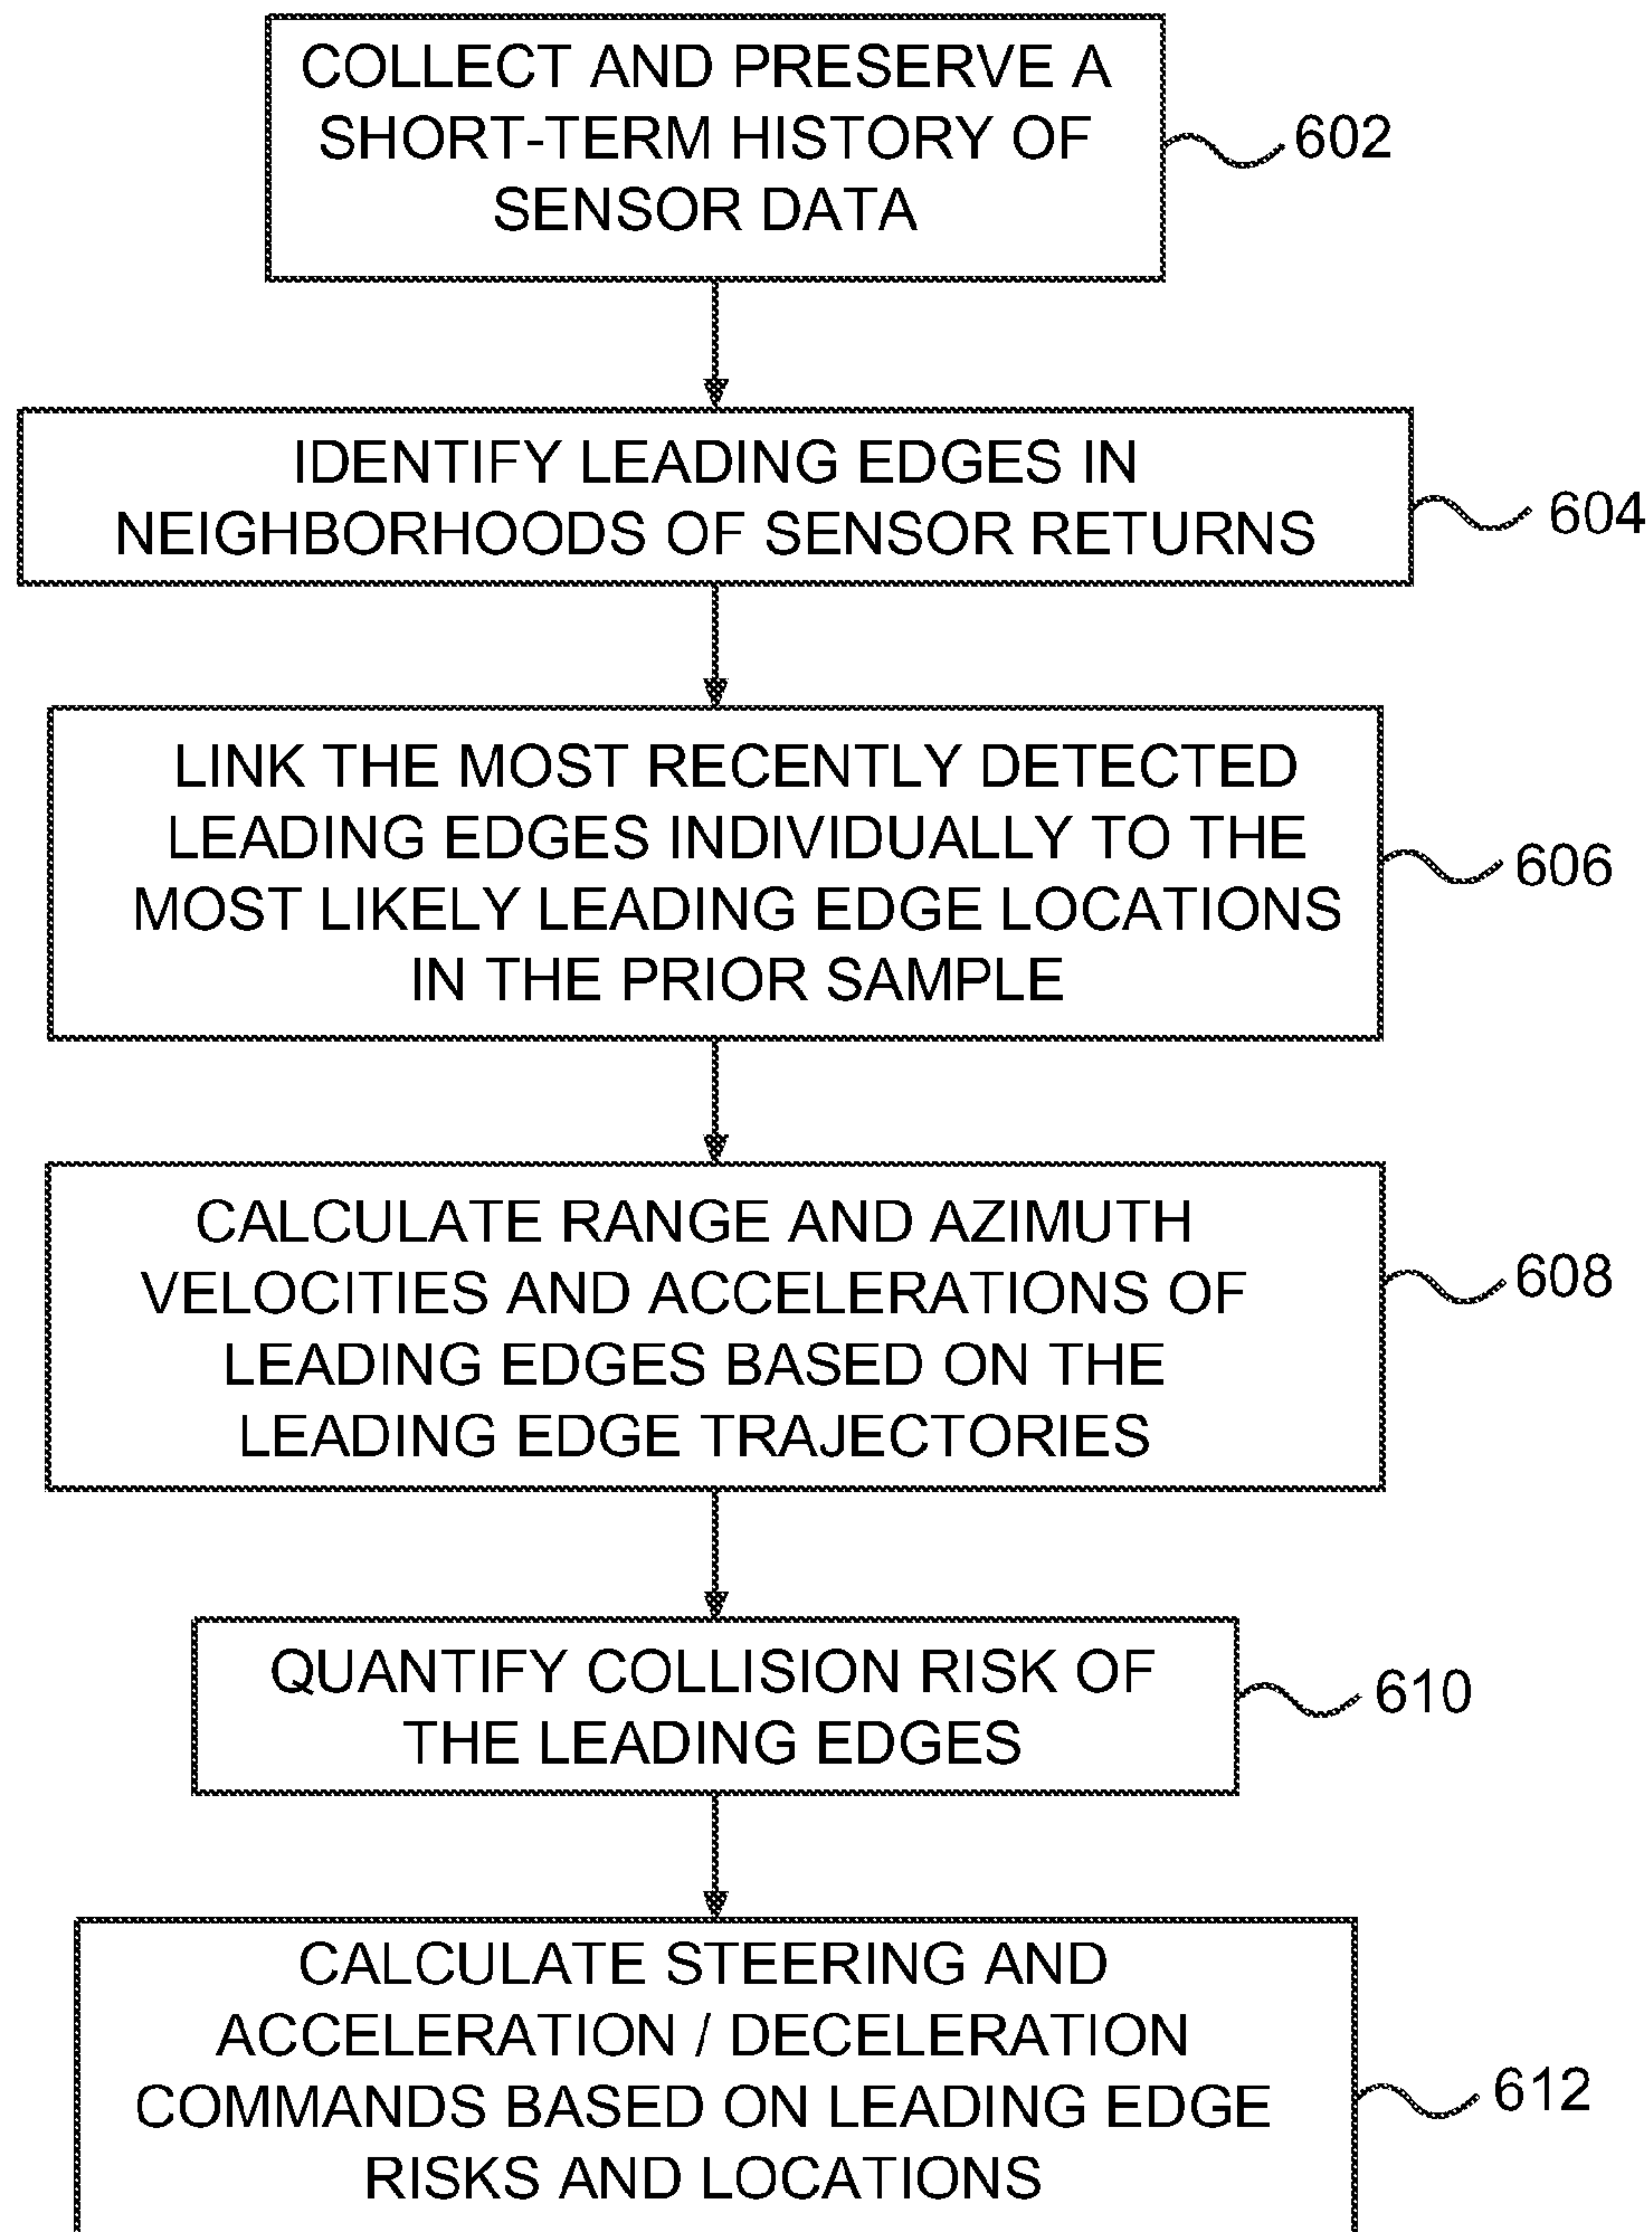 COLLECT AND PRESERVE A
SHORT-TERM HISTORY OF
SENSOR DATA
602
IDENTIFY LEADING EDGES IN
NEIGHBORHOODS OF SENSOR RETURNS
604
LINK THE MOST RECENTLY DETECTED
LEADING EDGES INDIVIDUALLY TO THE
MOST LIKELY LEADING EDGE LOCATIONS
IN THE PRIOR SAMPLE
606
CALCULATE RANGE AND AZIMUTH
VELOCITIES AND ACCELERATIONS OF
LEADING EDGES BASED ON THE
LEADING EDGE TRAJECTORIES
608
QUANTIFY COLLISION RISK OF
THE LEADING EDGES
610
CALCULATE STEERING AND
ACCELERATION / DECELERATION
COMMANDS BASED ON LEADING EDGE
RISKS AND LOCATIONS
612